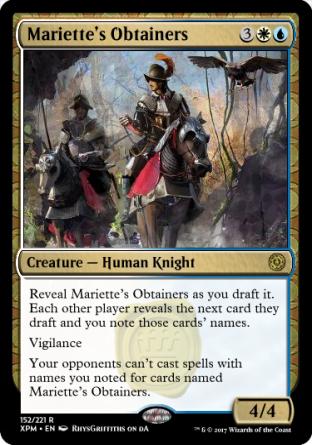 Mariette's Obtainers 3
Creature — Human Knight
Reveal Mariette's Obtainers as you draft it.
Each other player reveals the next card they
draft and you note those cards' names.
Vigilance
Your opponents can't cast spells with
names you noted for cards named
Mariette's Obtainers.
4/4
152/221 R
XPM • EN RHYSGRIFFITHS on DA
™ & © 2017 Wizards of the Coast